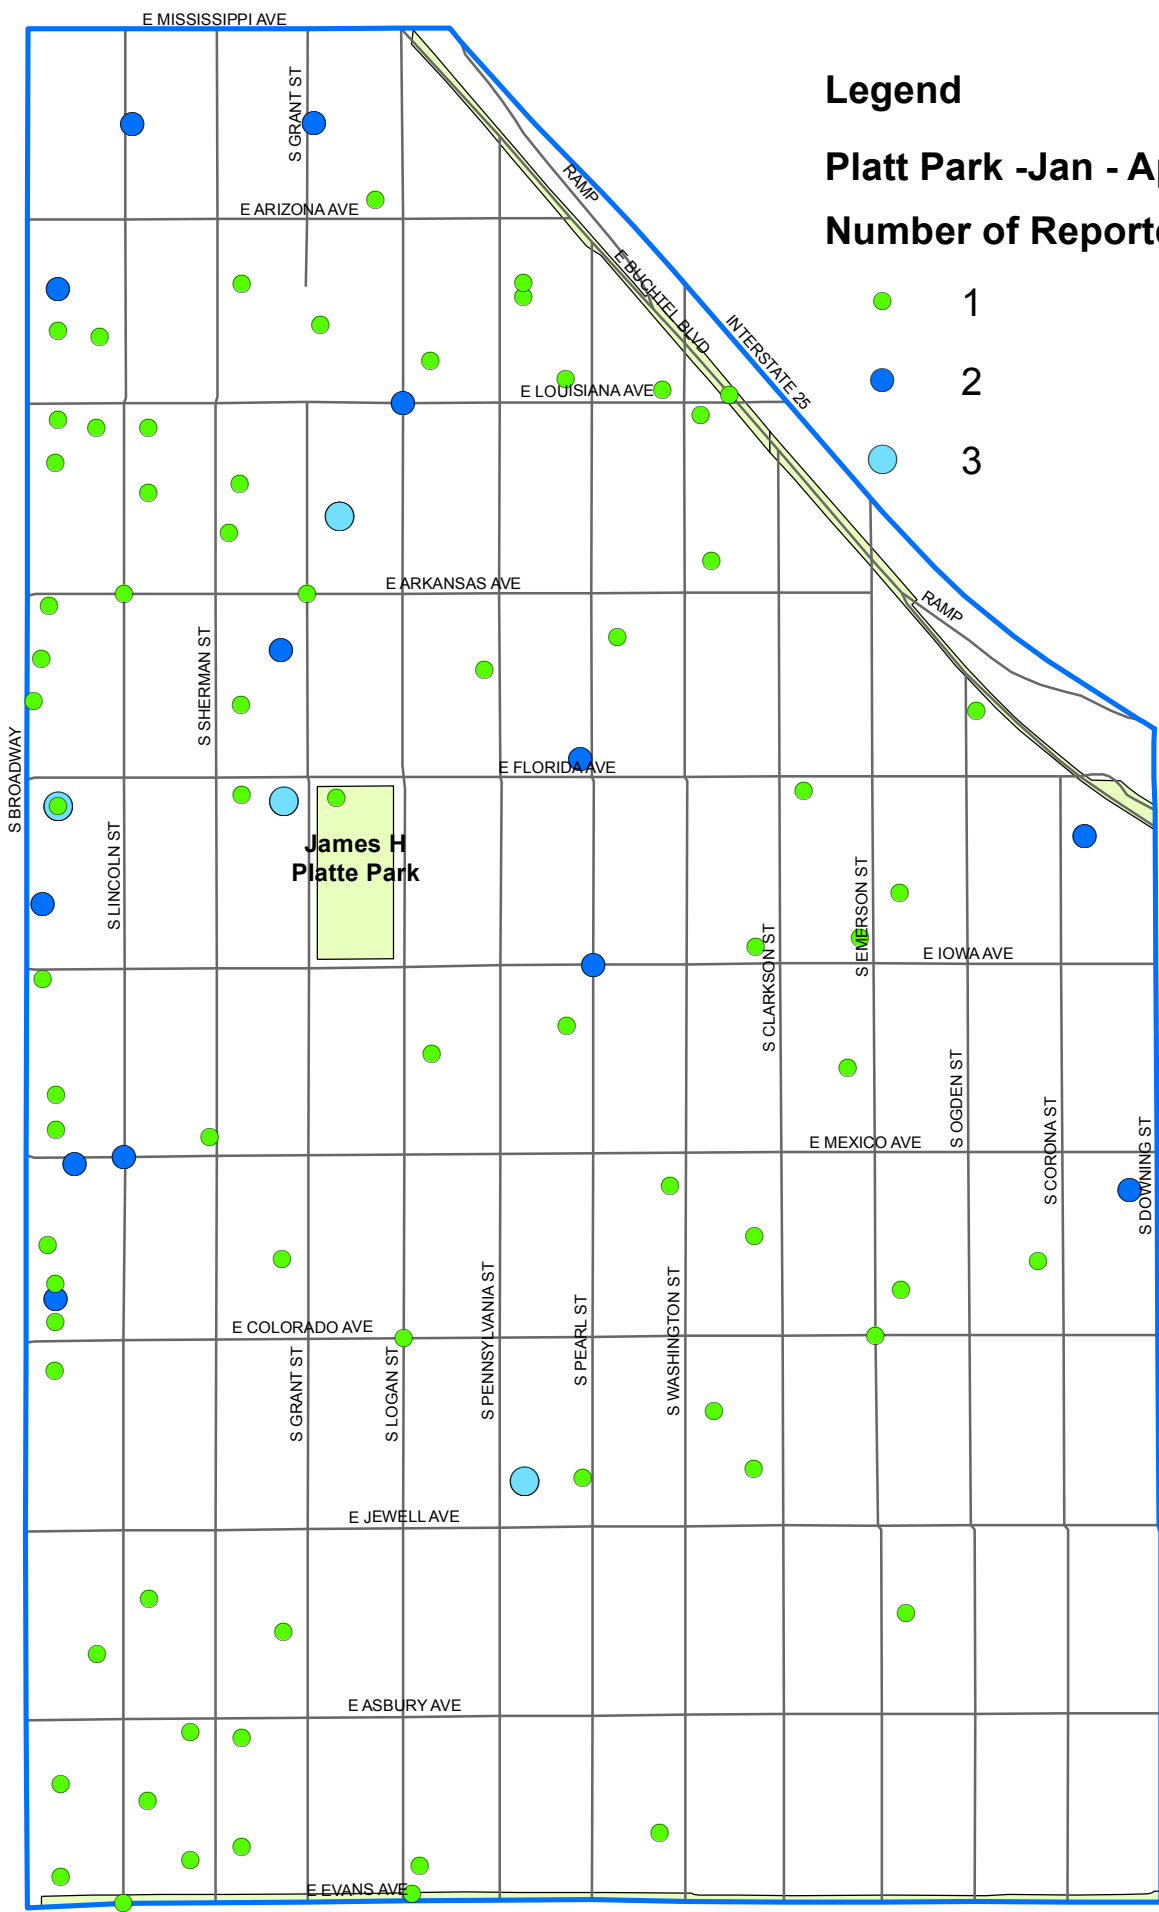 E MISSISSIPPI AVE
Legend
Platt Park -Jan - A
Number of Reporte
1
2
3
S GRANT ST
E ARIZONA AVE
RAMP
E BUCHTEL BLVD
INTERSTATE 25
E LOUISIANA AVE
E ARKANSAS AVE
RAMP
S SHERMAN ST
S BROADWAY
E FLORIDA AVE
James H
Platte Park
S LINCOLN ST
S EMERSON ST
S CLARKSON ST
E IOWA AVE
S OGDEN ST
E MEXICO AVE
S CORONA ST
S DOWNING ST
S PENNSYLVANIA ST
S PEARL ST
S WASHINGTON ST
E COLORADO AVE
S GRANT ST
S LOGAN ST
E JEWELL AVE
E ASBURY AVE
E EVANS AVE